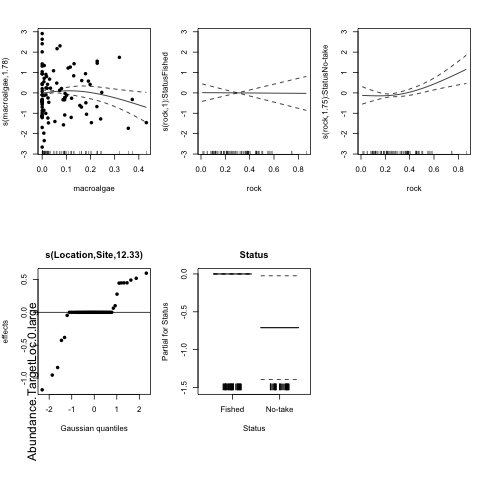 s(macroalgae,1.78)
3
2
1
0
-1
-2
-3
0.0 0.1 0.2 0.3 0.4
macroalgae
s(rock,1):StatusFished
3
2
1
0
-1
-2
-3
0.0 0.2 0.4 0.6 0.8
rock
s(rock,1.75):StatusNo-take
3
2
1
0
-1
-2
-3
0.0 0.2 0.4 0.6 0.8
rock
s(Location,Site,12.33)
effects
0.5
0.0
-1.0
-2 -1 0 1 2
Gaussian quantiles
Abundance.TargetLoc.0.large
Status
Partial for Status
0.0
-0.5
-1.0
-1.5
Fished No-take
Status